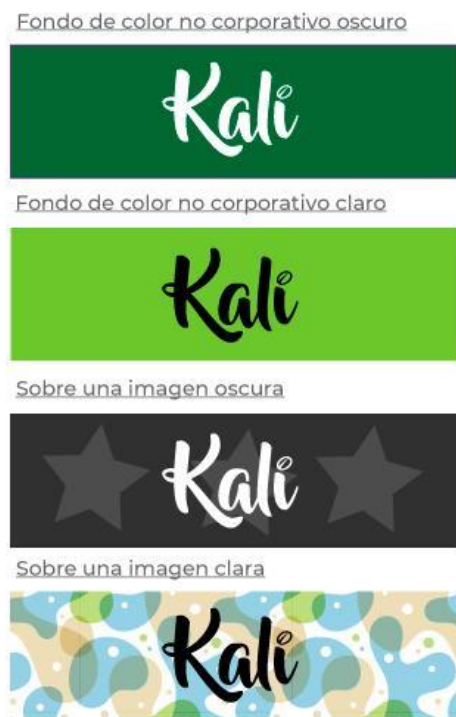 Fondo de color no corporativo oscuro
Kali
Fondo de color no corporativo claro
Kali
Sobre una imagen oscura
Kali
Sobre una imagen clara
Kali